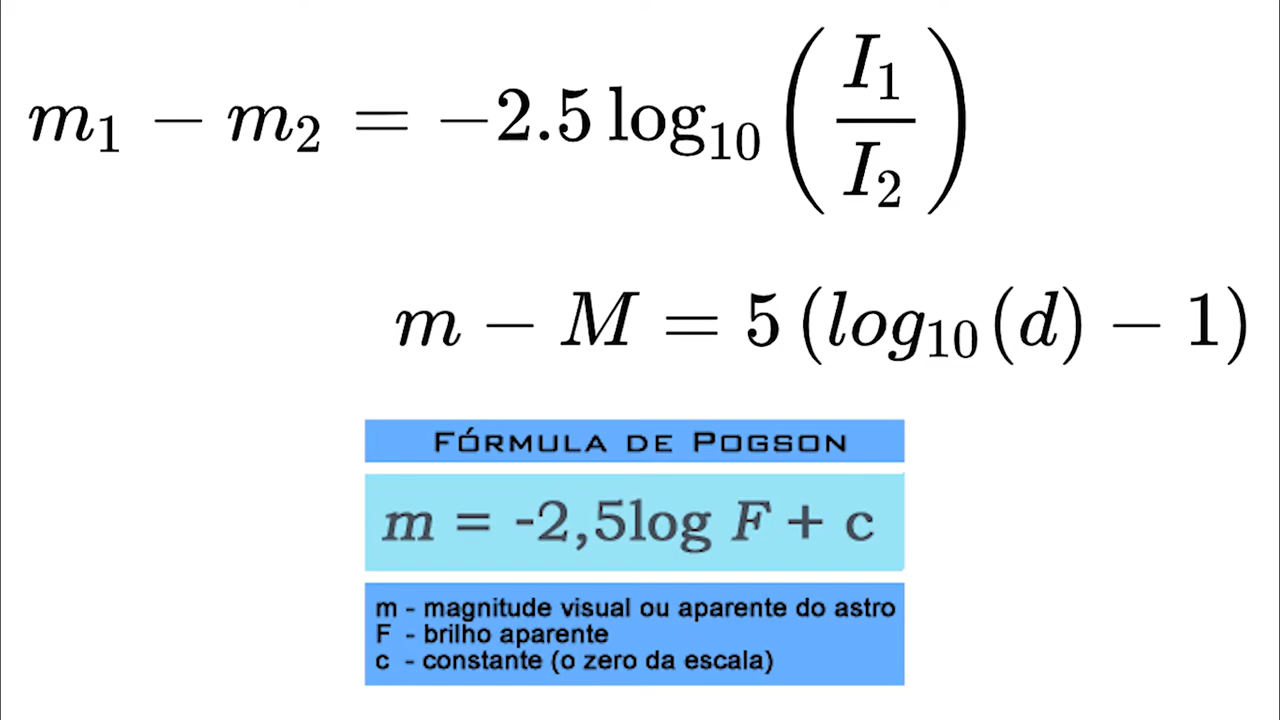 m₁ − m₂ = −2.5 log₁₀ (I₁/I₂)
m − M = 5 (log₁₀(d) − 1)
FÓRMULA DE POGSON
m = -2,5log F + c
m - magnitude visual ou aparente do astro
F - brilho aparente
c - constante (o zero da escala)